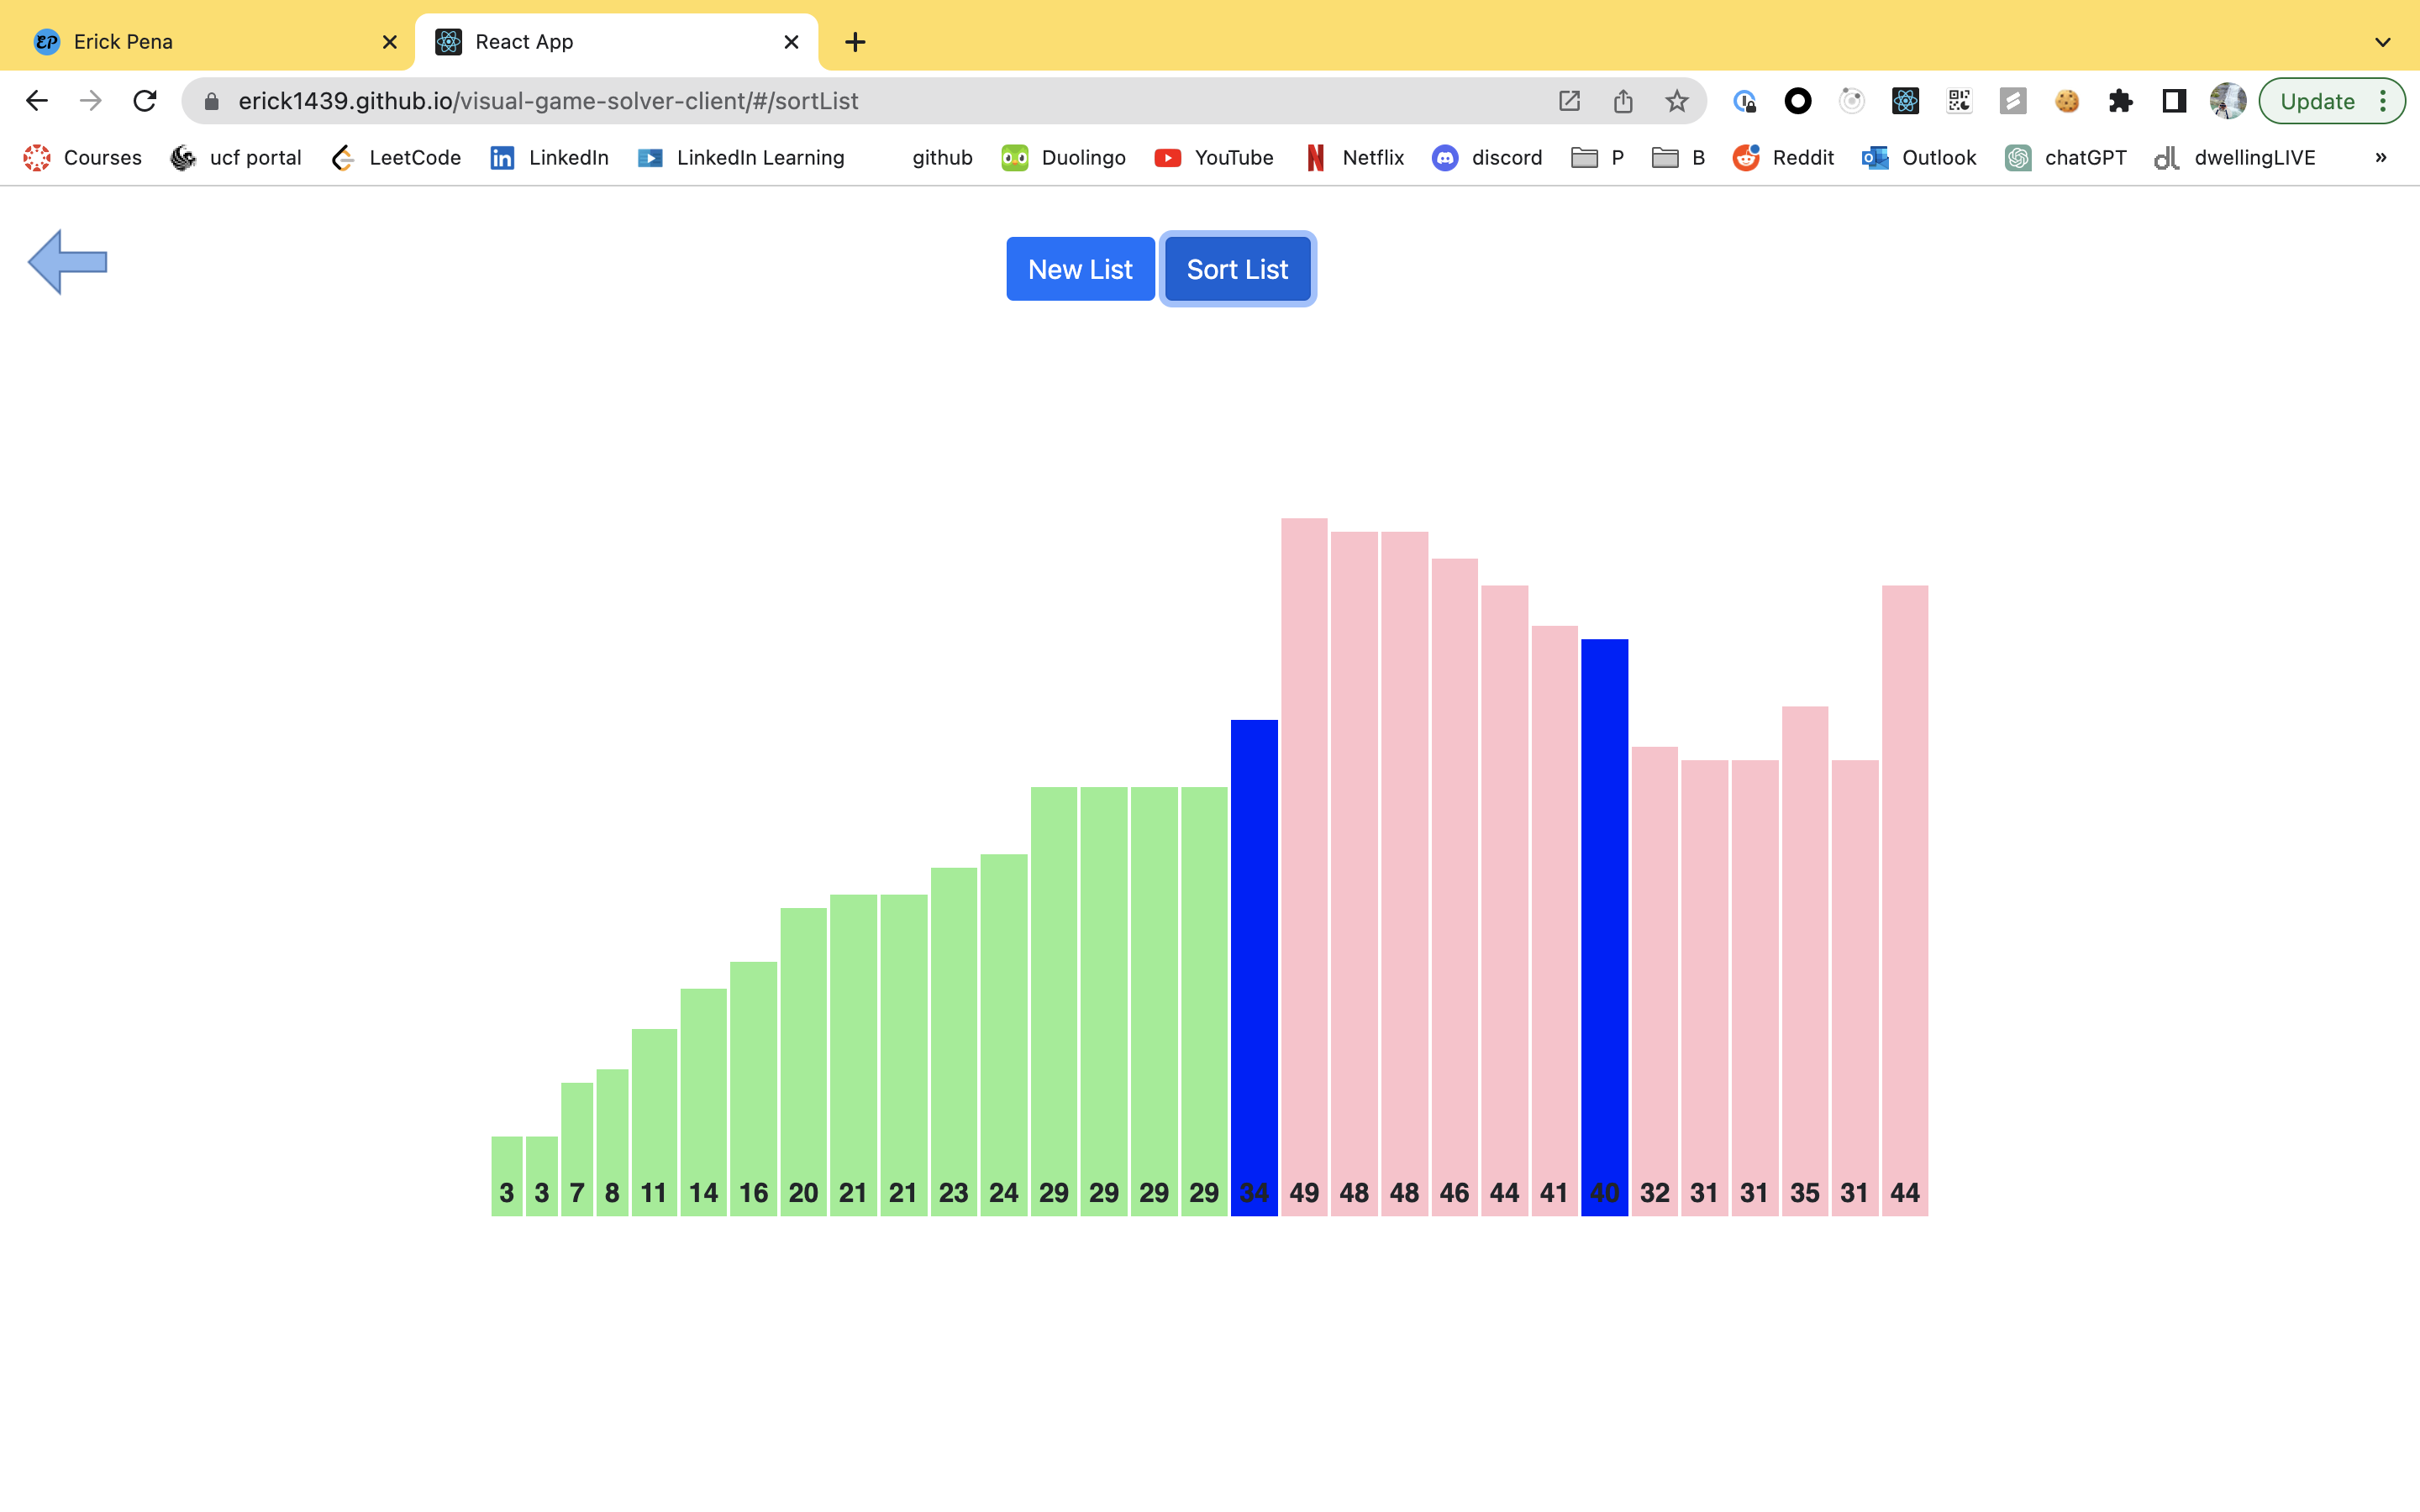 EP Erick Pena React App
erick1439.github.io/visual-game-solver-client/#/sortList Update
Courses ucf portal LeetCode in LinkedIn LinkedIn Learning github Duolingo YouTube N Netflix discord P B Reddit Outlook chatGPT dl dwellingLIVE »
New List Sort List
3 3 7 8 11 14 16 20 21 21 23 24 29 29 29 29 34 49 48 48 46 44 41 40 32 31 31 35 31 44